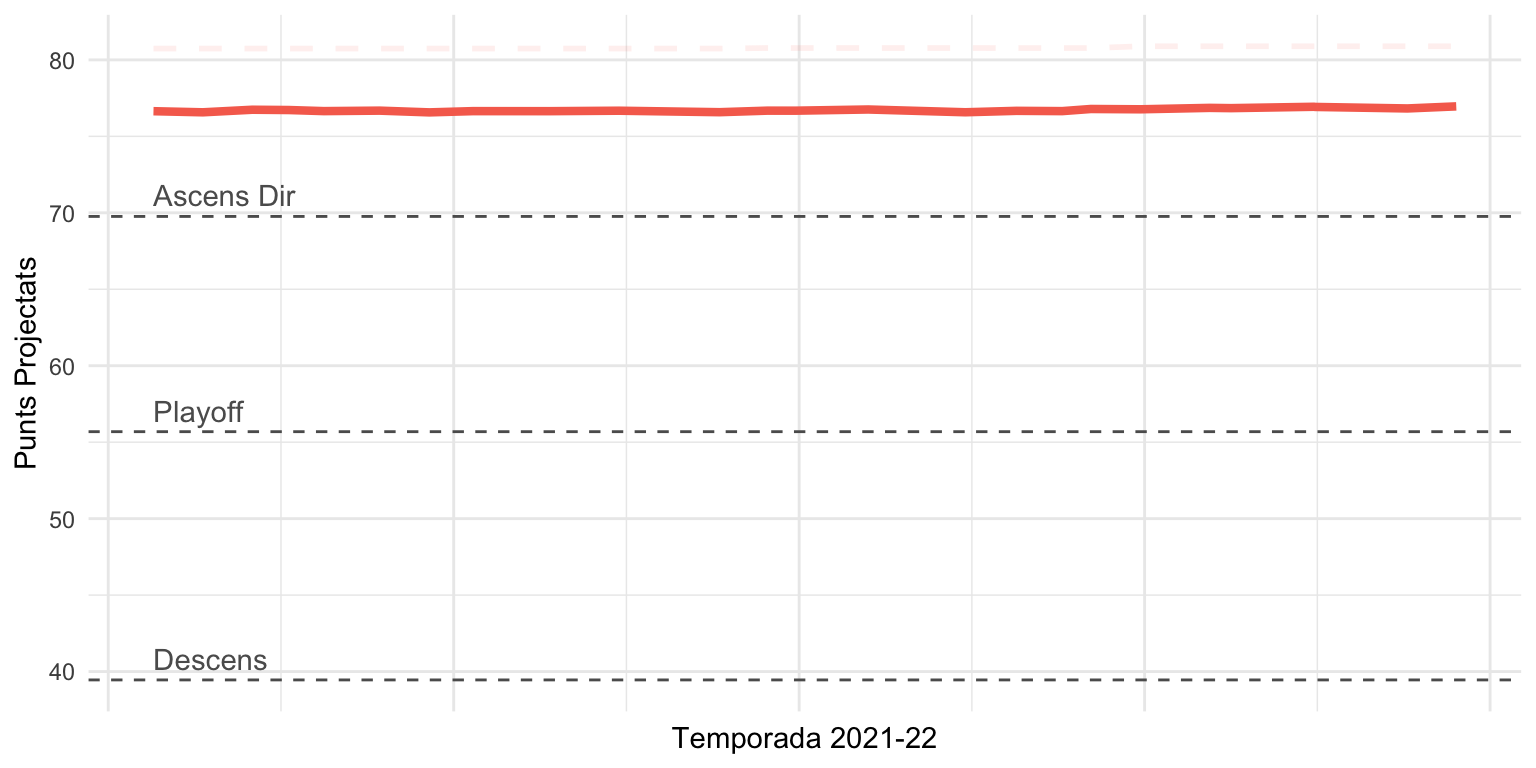 80
Ascens Dir
70
Punts Projectats
60
Playoff
50
Descens
40
Temporada 2021-22